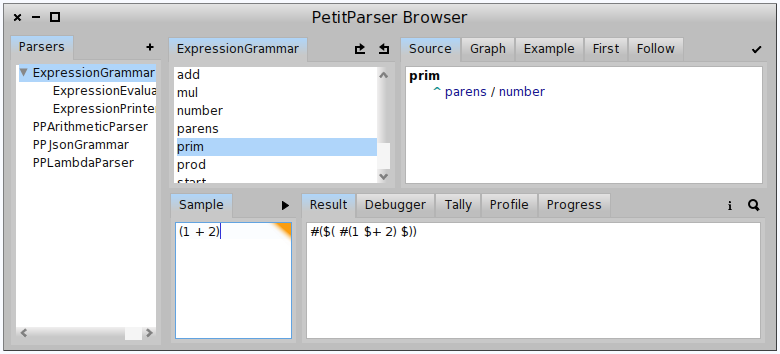 PetitParser Browser
Parsers
ExpressionGrammar
ExpressionEvalua
ExpressionPrinte
PPArithmeticParser
PPJsonGrammar
PPLambdaParser
ExpressionGrammar
add
mul
number
parens
prim
prod
start
Source Graph Example First Follow
prim
^ parens / number
Sample
(1 + 2)
Result Debugger Tally Profile Progress
#($( #(1 $+ 2) $))